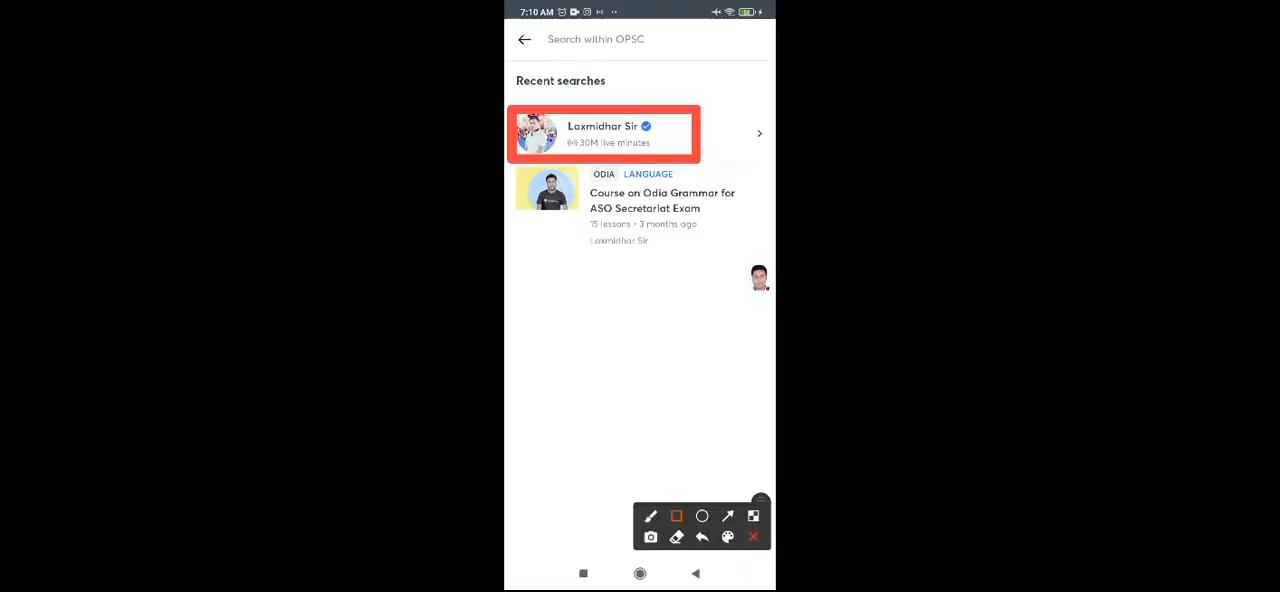 7:10 AM
Search within OPSC
Recent searches
Laxmidhar Sir
30M live minutes
ODIA LANGUAGE
Course on Odia Grammar for
ASO Secretariat Exam
15 lessons • 3 months ago
Laxmidhar Sir